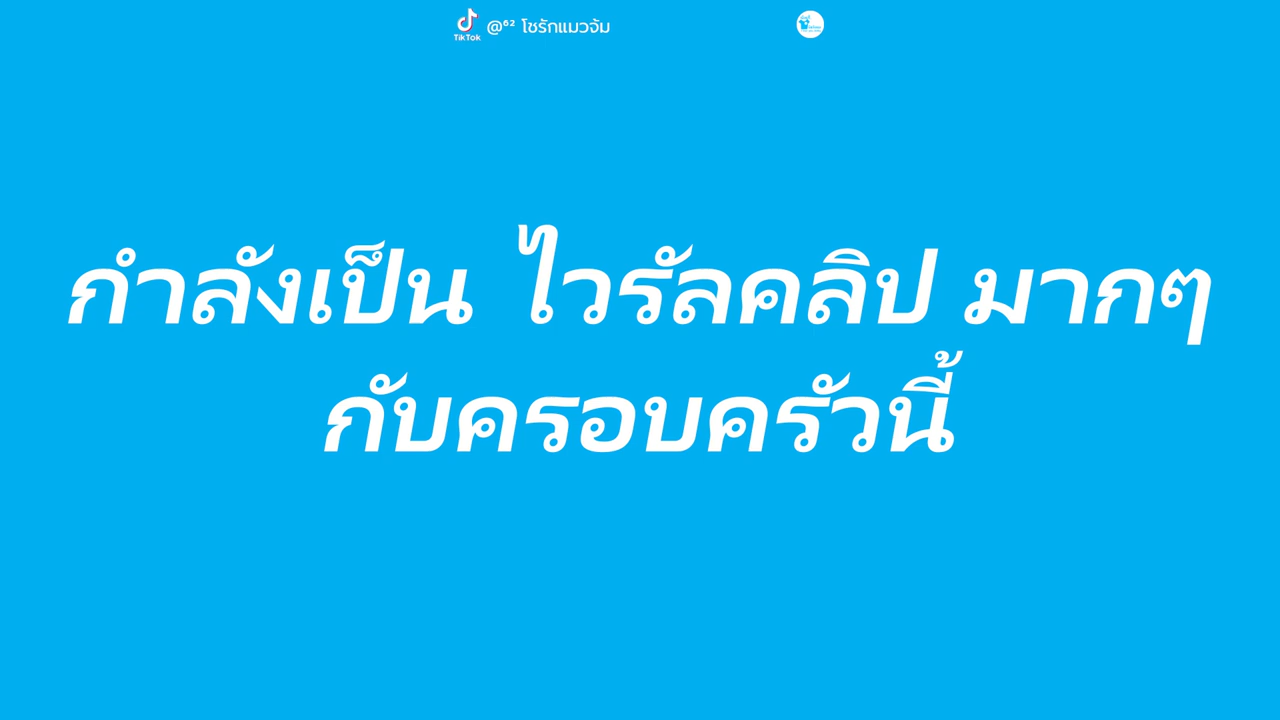 TikTok @⁶² โชรักแมวจ้ม
กำลังเป็น ไวรัลคลิป มากๆ
กับครอบครัวนี้